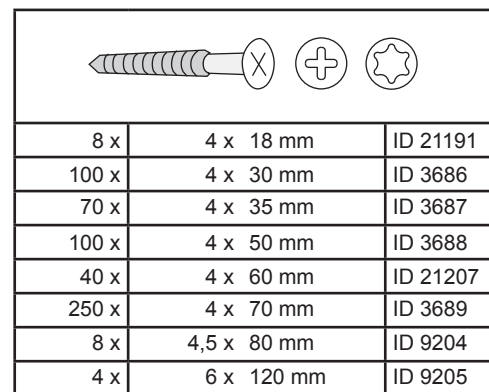 8 x 4 x 18 mm ID 21191
100 x 4 x 30 mm ID 3686
70 x 4 x 35 mm ID 3687
100 x 4 x 50 mm ID 3688
40 x 4 x 60 mm ID 21207
250 x 4 x 70 mm ID 3689
8 x 4,5 x 80 mm ID 9204
4 x 6 x 120 mm ID 9205